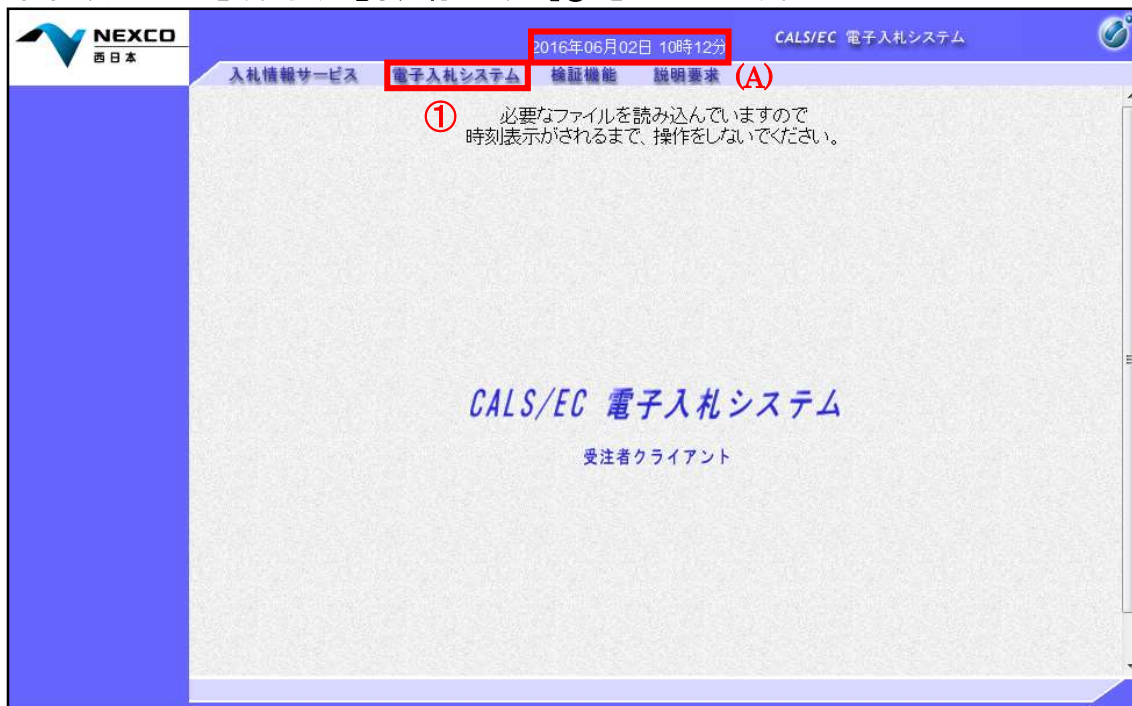 NEXCO
西日本
2016年06月02日 10時12分
CALS/EC 電子入札システム
入札情報サービス 電子入札システム 検証機能 説明要求 (A)
①
必要なファイルを読み込んでいますので
時刻表示がされるまで、操作をしないでください。
CALS/EC 電子入札システム
受注者クライアント